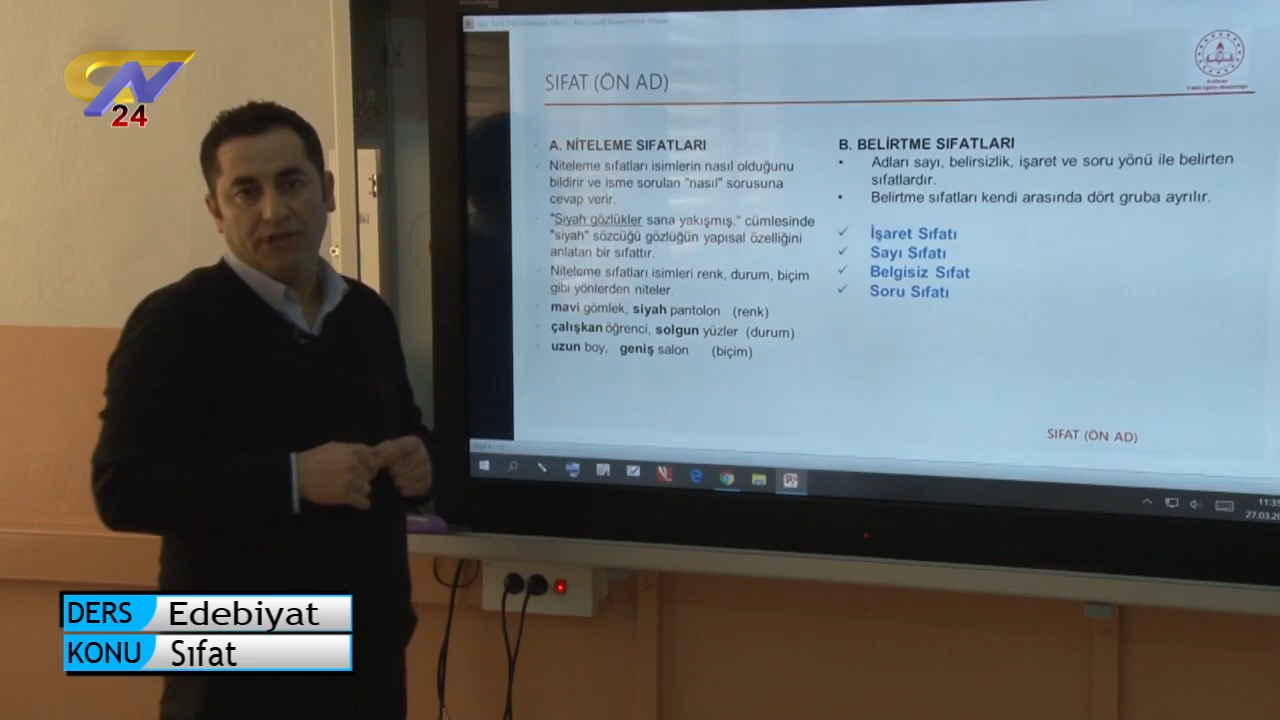 24
SIFAT (ÖN AD)
A. NİTELEME SIFATLARI
Niteleme sıfatları isimlerin nasıl olduğunu
bildirir ve isme sorulan "nasıl" sorusuna
cevap verir.
"Siyah gözlükler sana yakışmış." cümlesinde
"siyah" sözcüğü gözlüğün yapısal özelliğini
anlatan bir sıfattır.
Niteleme sıfatları isimleri renk, durum, biçim
gibi yönlerden niteler.
mavi gömlek, siyah pantolon (renk)
çalışkan öğrenci, solgun yüzler (durum)
uzun boy, geniş salon (biçim)
B. BELİRTME SIFATLARI
• Adları sayı, belirsizlik, işaret ve soru yönü ile belirten
sıfatlardır.
• Belirtme sıfatları kendi arasında dört gruba ayrılır.
✓ İşaret Sıfatı
✓ Sayı Sıfatı
✓ Belgisiz Sıfat
✓ Soru Sıfatı
SIFAT (ÖN AD)
DERS Edebiyat
KONU Sıfat